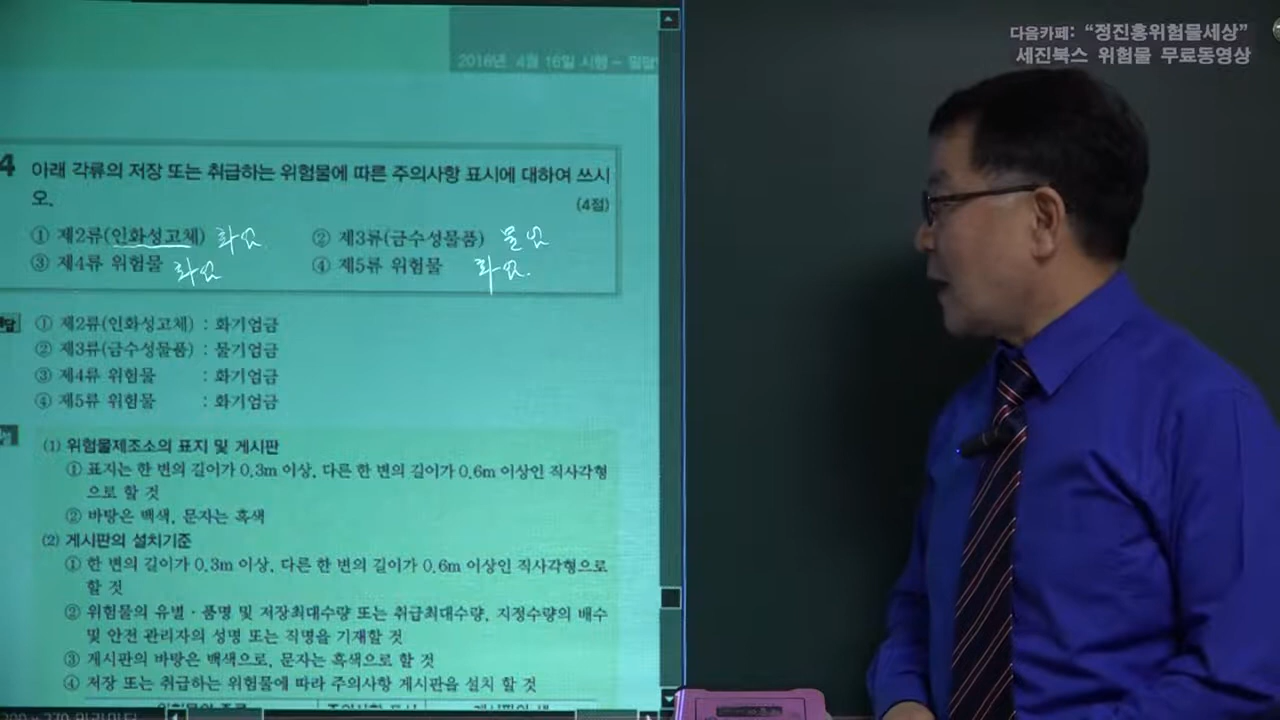 다음카페: “정진홍위험물세상”
세진북스 위험물 무료동영상
2016년 4월 16일 시행 -
4 아래 각류의 저장 또는 취급하는 위험물에 따른 주의사항 표시에 대하여 쓰시
오. (4점)
① 제2류(인화성고체) 화엄 ② 제3류(금수성물품) 물엄
③ 제4류 위험물 화엄 ④ 제5류 위험물 화엄.
답 ① 제2류(인화성고체) : 화기엄금
② 제3류(금수성물품) : 물기엄금
③ 제4류 위험물 : 화기엄금
④ 제5류 위험물 : 화기엄금
(1) 위험물제조소의 표지 및 게시판
① 표지는 한 변의 길이가 0.3m 이상, 다른 한 변의 길이가 0.6m 이상인 직사각형
으로 할 것
② 바탕은 백색, 문자는 흑색
(2) 게시판의 설치기준
① 한 변의 길이가 0.3m 이상, 다른 한 변의 길이가 0.6m 이상인 직사각형으로
할 것
② 위험물의 유별·품명 및 저장최대수량 또는 취급최대수량, 지정수량의 배수
및 안전 관리자의 성명 또는 직명을 기재할 것
③ 게시판의 바탕은 백색으로, 문자는 흑색으로 할 것
④ 저장 또는 취급하는 위험물에 따라 주의사항 게시판을 설치 할 것